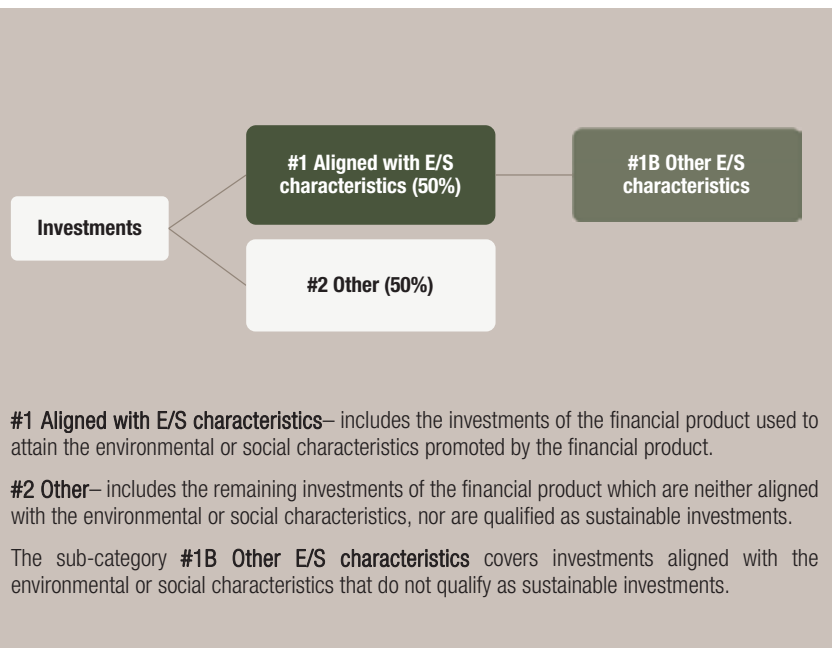 #1 Aligned with E/S
characteristics (50%)
#1B Other E/S
characteristics
Investments
#2 Other (50%)
#1 Aligned with E/S characteristics– includes the investments of the financial product used to
attain the environmental or social characteristics promoted by the financial product.
#2 Other– includes the remaining investments of the financial product which are neither aligned
with the environmental or social characteristics, nor are qualified as sustainable investments.
The sub-category #1B Other E/S characteristics covers investments aligned with the
environmental or social characteristics that do not qualify as sustainable investments.